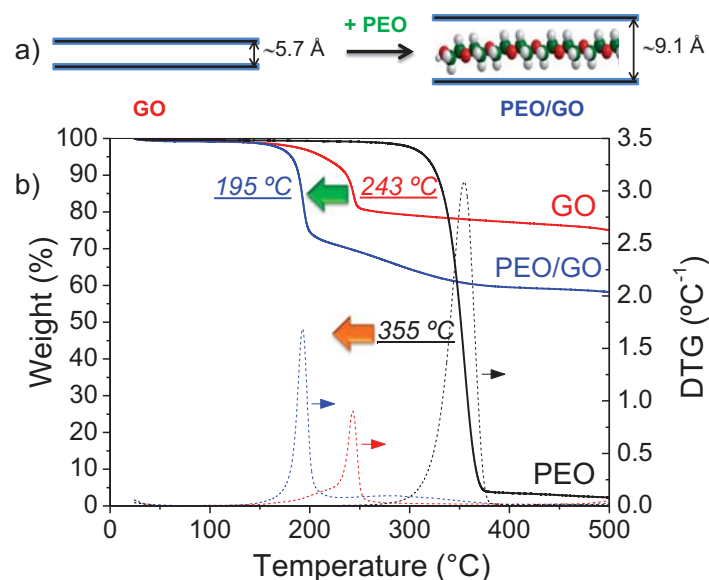 + PEO
a)
~5.7 Å
~9.1 Å
GO
PEO/GO
b)
100
90
80
70
60
50
40
30
20
10
0
Weight (%)
3.5
3.0
2.5
2.0
1.5
1.0
0.5
0.0
DTG (ºC⁻¹)
195 ºC
243 ºC
GO
PEO/GO
355 ºC
PEO
0
100
200
300
400
500
Temperature (°C)